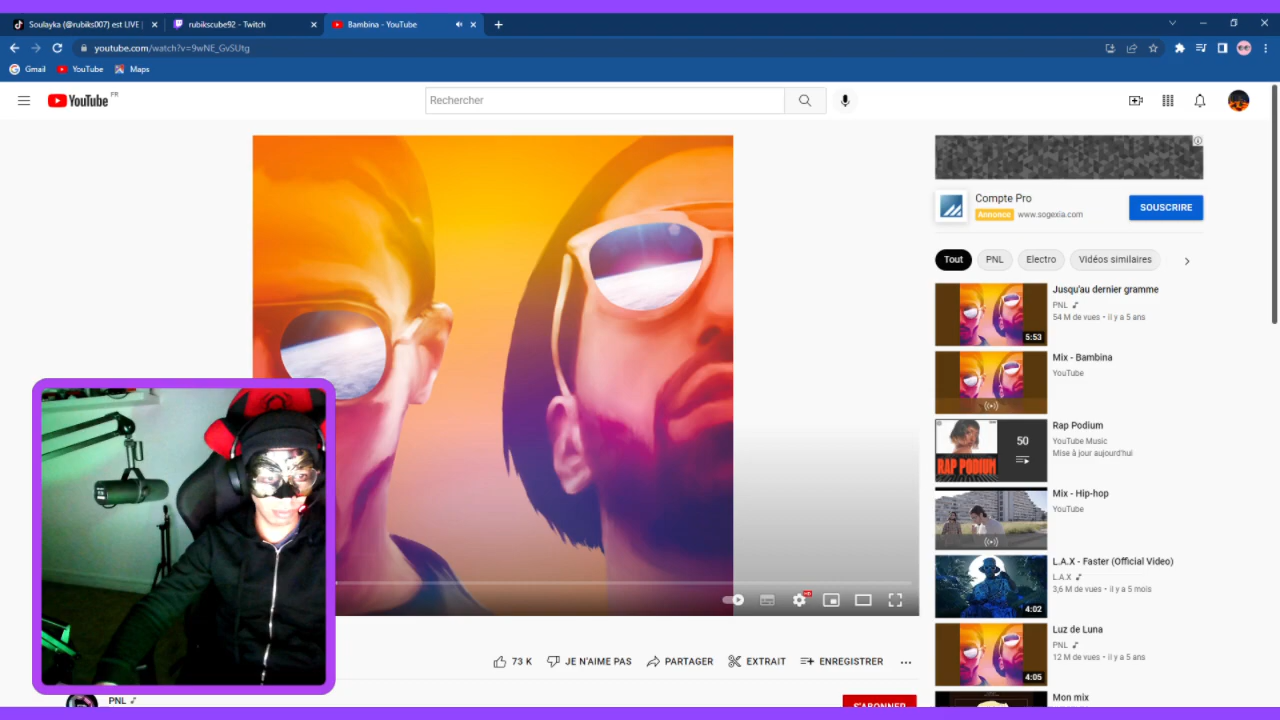 Soulayka (@rubiks007) est LIVE
rubikscube92 - Twitch
Bambina - YouTube
youtube.com/watch?v=9wNE_GvSUtg
Gmail
YouTube
Maps
YouTube FR
Rechercher
Compte Pro
Annonce www.sogexia.com
SOUSCRIRE
Tout
PNL
Electro
Vidéos similaires
Jusqu'au dernier gramme
PNL
54 M de vues • il y a 5 ans
5:53
Mix - Bambina
YouTube
Rap Podium
YouTube Music
Mise à jour aujourd'hui
50
RAP PODIUM
Mix - Hip-hop
YouTube
L.A.X - Faster (Official Video)
L.A.X
3,6 M de vues • il y a 5 mois
4:02
Luz de Luna
PNL
12 M de vues • il y a 5 ans
4:05
Mon mix
HD
73 K
JE N'AIME PAS
PARTAGER
EXTRAIT
ENREGISTRER
PNL
S'ABONNER